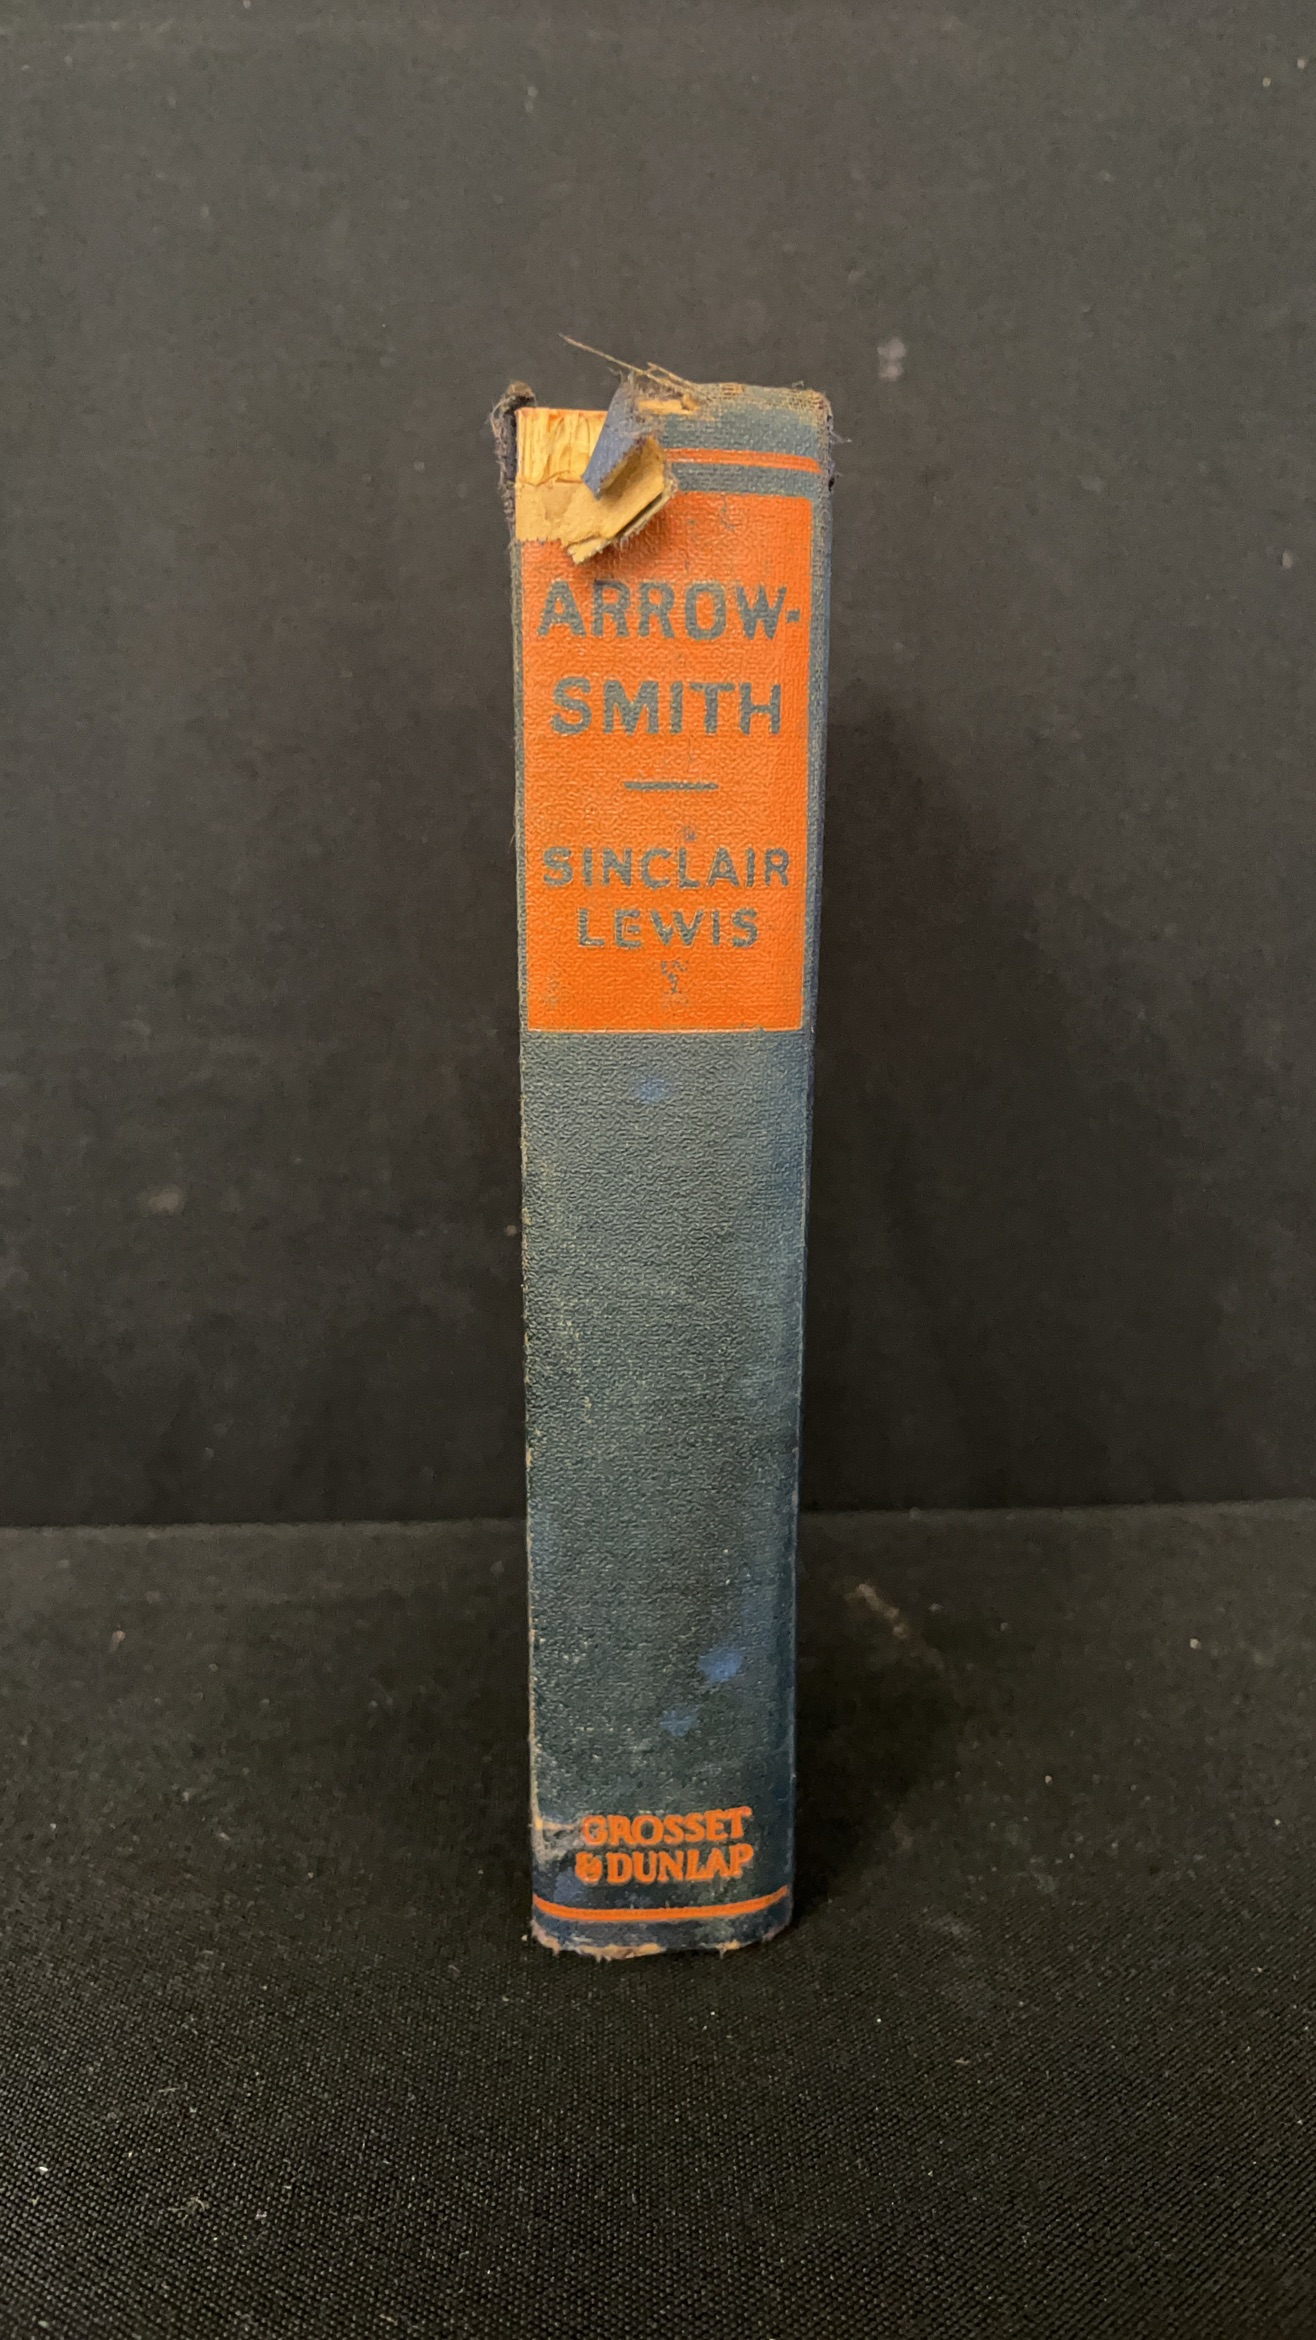 ARROW-
SMITH
SINCLAIR
LEWIS
GROSSET
& DUNLAP